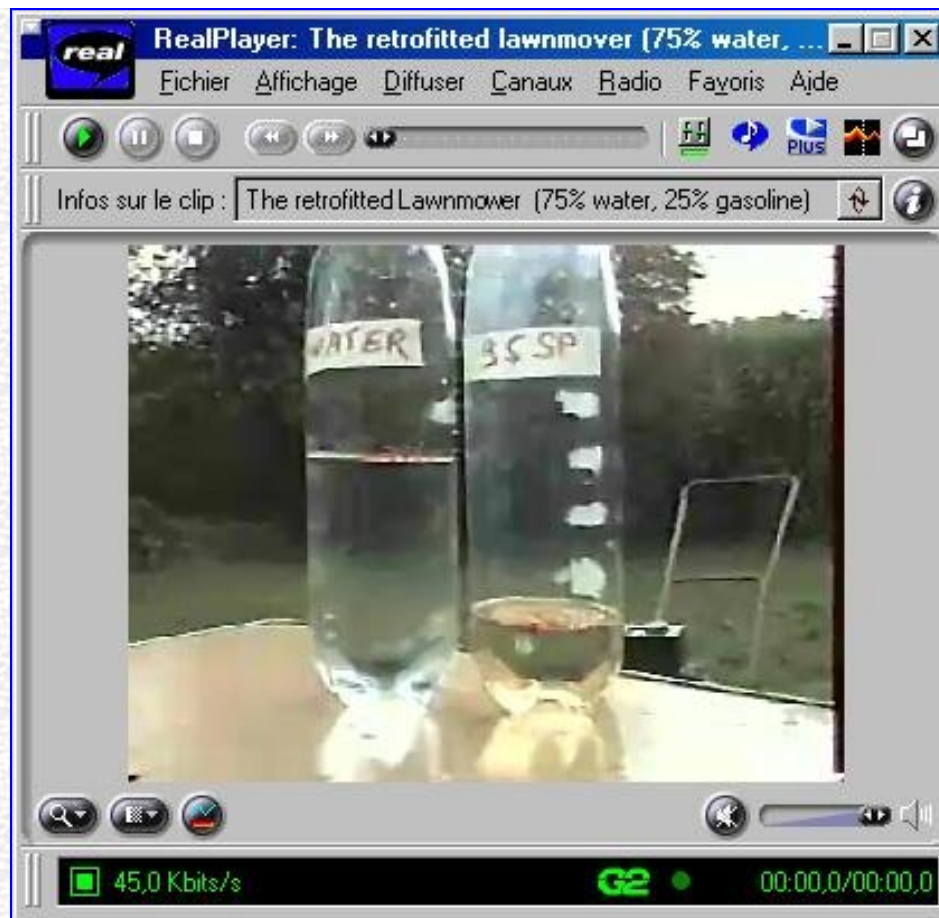 real
RealPlayer: The retrofitted lawnmover (75% water, ...
Fichier Affichage Diffuser Canaux Radio Favoris Aide
PLUS
Infos sur le clip : The retrofitted Lawnmower (75% water, 25% gasoline)
WATER
95 SP
45,0 Kbits/s G2 00:00,0/00:00,0